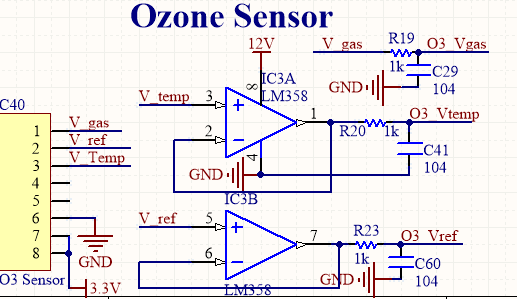 Ozone Sensor
12V
V_gas
R19
O3_Vgas
1k
C29
104
GND
IC3A
LM358
8
V_temp
3
2
1
4
R20
1k
O3_Vtemp
C41
104
GND
C40
1
V_gas
2
V_ref
3
V_Temp
4
5
6
7
8
GND
3.3V
O3 Sensor
IC3B
V_ref
5
6
7
LM358
R23
1k
O3_Vref
C60
104
GND